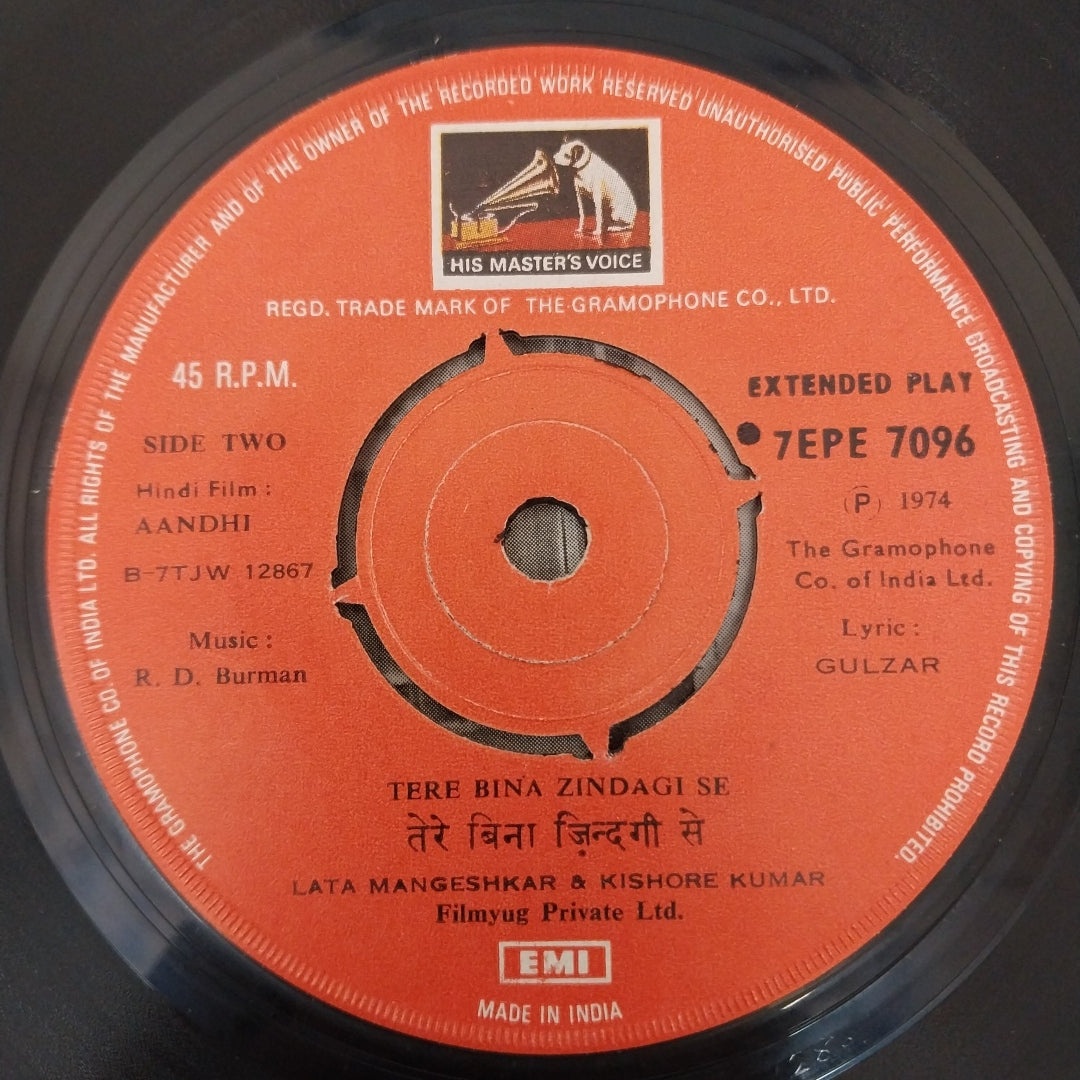 THE GRAMOPHONE CO. OF INDIA LTD. ALL RIGHTS OF THE MANUFACTURER AND OF THE OWNER OF THE RECORDED WORK RESERVED UNAUTHORISED PUBLIC PERFORMANCE BROADCASTING AND COPYING OF THIS RECORD PROHIBITED.
HIS MASTER'S VOICE
REGD. TRADE MARK OF THE GRAMOPHONE CO., LTD.
45 R.P.M.
SIDE TWO
Hindi Film :
AANDHI
B-7TJW 12867
Music :
R. D. Burman
EXTENDED PLAY
7EPE 7096
(P) 1974
The Gramophone
Co. of India Ltd.
Lyric :
GULZAR
TERE BINA ZINDAGI SE
तेरे बिना ज़िन्दगी से
LATA MANGESHKAR & KISHORE KUMAR
Filmyug Private Ltd.
EMI
MADE IN INDIA